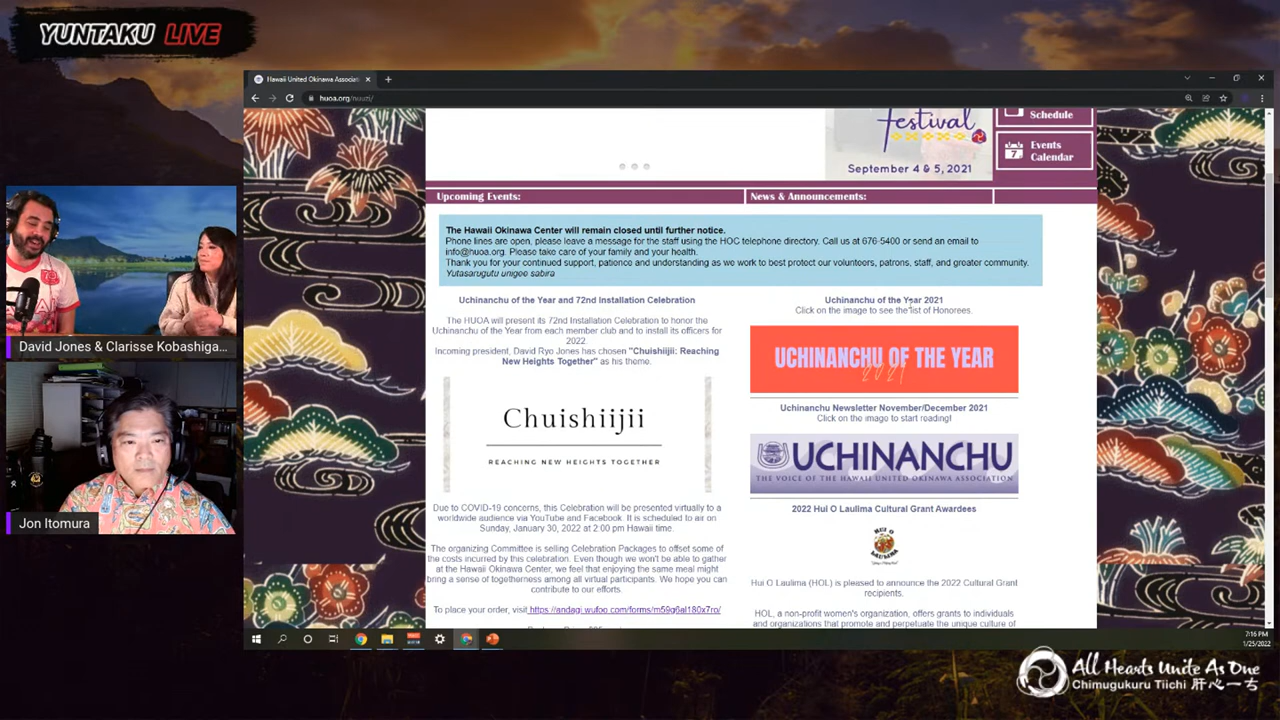 YUNTAKU LIVE
Hawaii United Okinawa Associati
huoa.org/nuuzi/
festival
September 4 & 5, 2021
Schedule
7
Events
Calendar
Upcoming Events:
News & Announcements:
The Hawaii Okinawa Center will remain closed until further notice.
Phone lines are open, please leave a message for the staff using the HOC telephone directory. Call us at 676-5400 or send an email to
info@huoa.org. Please take care of your family and your health.
Thank you for your continued support, patience and understanding as we work to best protect our volunteers, patrons, staff, and greater community.
Yutasarugutu unigee sabira
Uchinanchu of the Year and 72nd Installation Celebration
The HUOA will present its 72nd Installation Celebration to honor the
Uchinanchu of the Year from each member club and to install its officers for
2022.
Incoming president, David Ryo Jones has chosen "Chuishiijii: Reaching
New Heights Together" as his theme.
Chuishiijii
REACHING NEW HEIGHTS TOGETHER
Due to COVID-19 concerns, this Celebration will be presented virtually to a
worldwide audience via YouTube and Facebook. It is scheduled to air on
Sunday, January 30, 2022 at 2:00 pm Hawaii time.
The organizing Committee is selling Celebration Packages to offset some of
the costs incurred by this celebration. Even though we won't be able to gather
at the Hawaii Okinawa Center, we feel that enjoying the same meal might
bring a sense of togetherness among all virtual participants. We hope you can
contribute to our efforts.
To place your order, visit https://andagi.wufoo.com/forms/m59q6al180x7ro/
Uchinanchu of the Year 2021
Click on the image to see the list of Honorees.
UCHINANCHU OF THE YEAR
2021
Uchinanchu Newsletter November/December 2021
Click on the image to start reading!
UCHINANCHU
THE VOICE OF THE HAWAII UNITED OKINAWA ASSOCIATION
2022 Hui O Laulima Cultural Grant Awardees
HUI O
LAULIMA
Hui O Laulima (HOL) is pleased to announce the 2022 Cultural Grant
recipients.
HOL, a non-profit women's organization, offers grants to individuals
and organizations that promote and perpetuate the unique culture of
David Jones & Clarisse Kobashiga...
Jon Itomura
7:16 PM
1/25/2022
All Hearts Unite As One
Chimugukuru Tiichi 肝心一ち